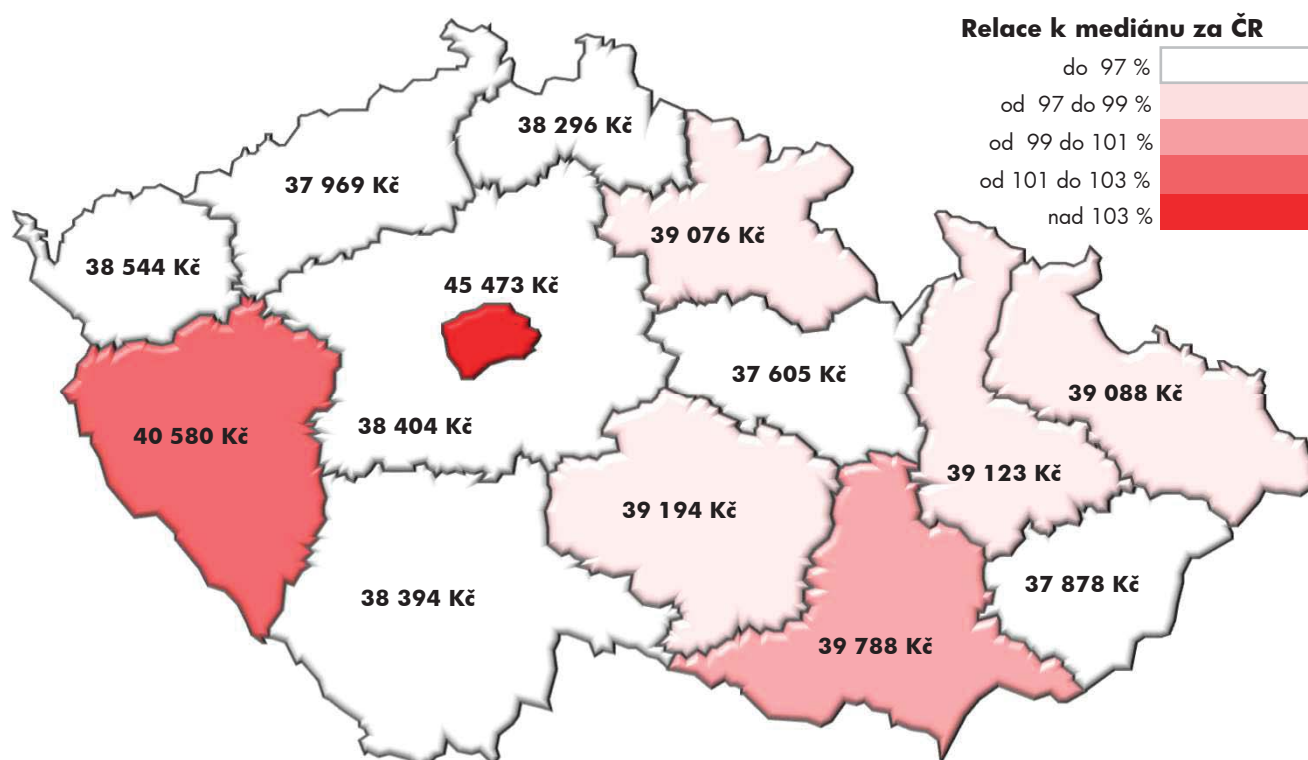 Relace k mediánu za ČR
do 97 %
od 97 do 99 %
od 99 do 101 %
od 101 do 103 %
nad 103 %
38 296 Kč
37 969 Kč
39 076 Kč
38 544 Kč
45 473 Kč
37 605 Kč
39 088 Kč
40 580 Kč
38 404 Kč
39 123 Kč
39 194 Kč
37 878 Kč
38 394 Kč
39 788 Kč